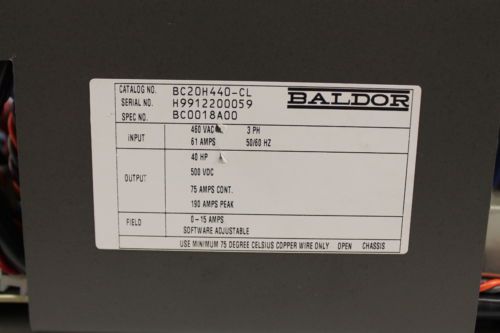 CATALOG NO. BC20H440-CL
SERIAL NO. H9912200059
SPEC NO. BC0018A00
BALDOR
INPUT
460 VAC 3 PH
61 AMPS 50/60 HZ
OUTPUT
40 HP
500 VDC
75 AMPS CONT.
190 AMPS PEAK
FIELD
0-15 AMPS
SOFTWARE ADJUSTABLE
USE MINIMUM 75 DEGREE CELSIUS COPPER WIRE ONLY OPEN CHASSIS